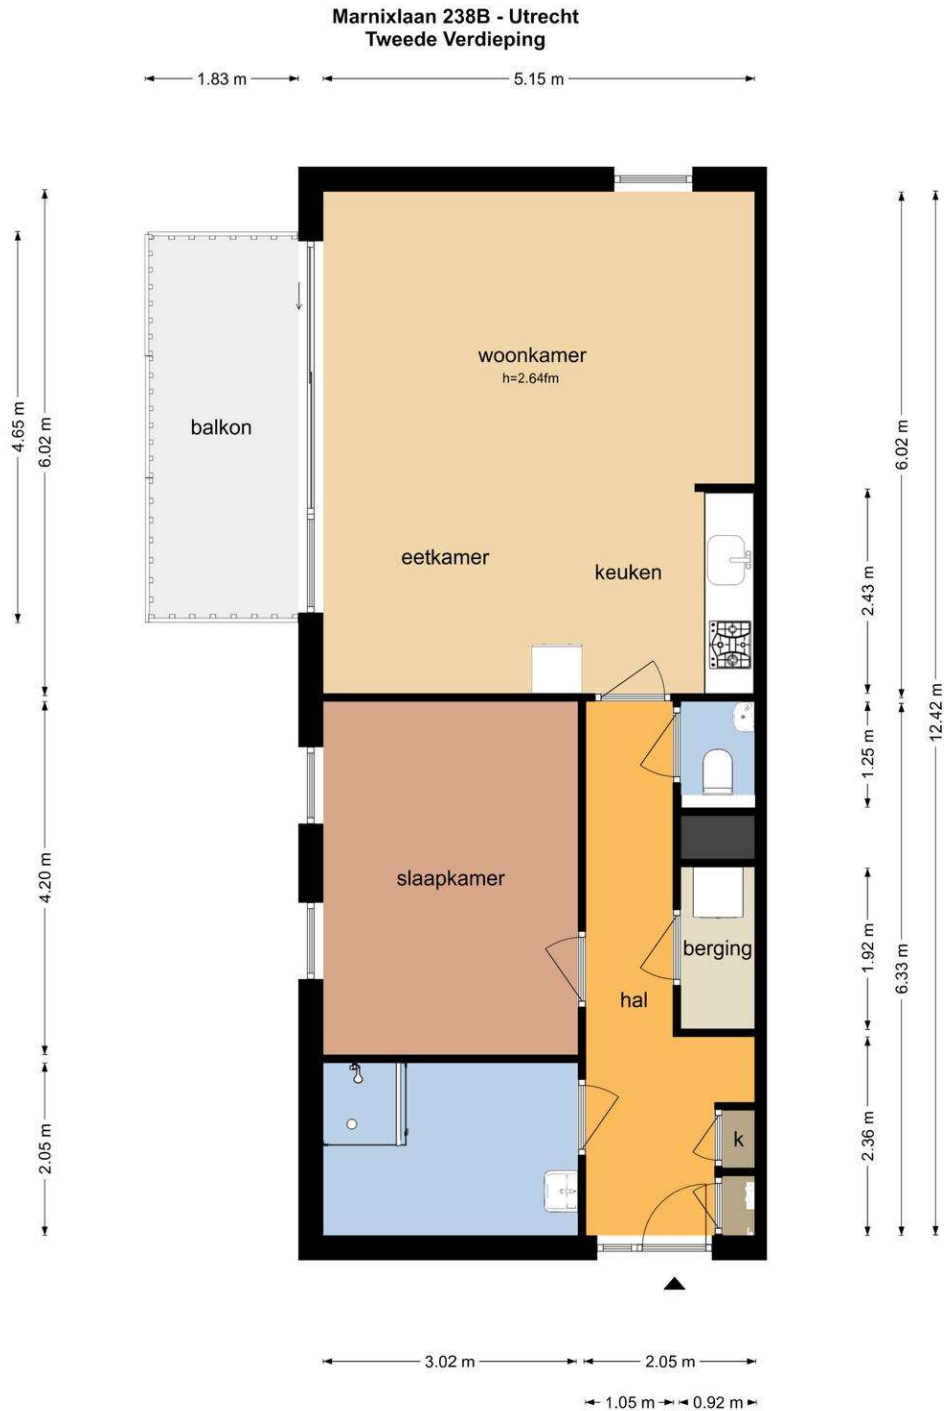 Marnixlaan 238B - Utrecht
Tweede Verdieping
1.83 m
5.15 m
4.65 m
6.02 m
woonkamer
h=2.64fm
balkon
6.02 m
12.42 m
eetkamer
keuken
2.43 m
1.25 m
4.20 m
slaapkamer
berging
1.92 m
6.33 m
hal
2.05 m
k
2.36 m
3.02 m
2.05 m
1.05 m
0.92 m